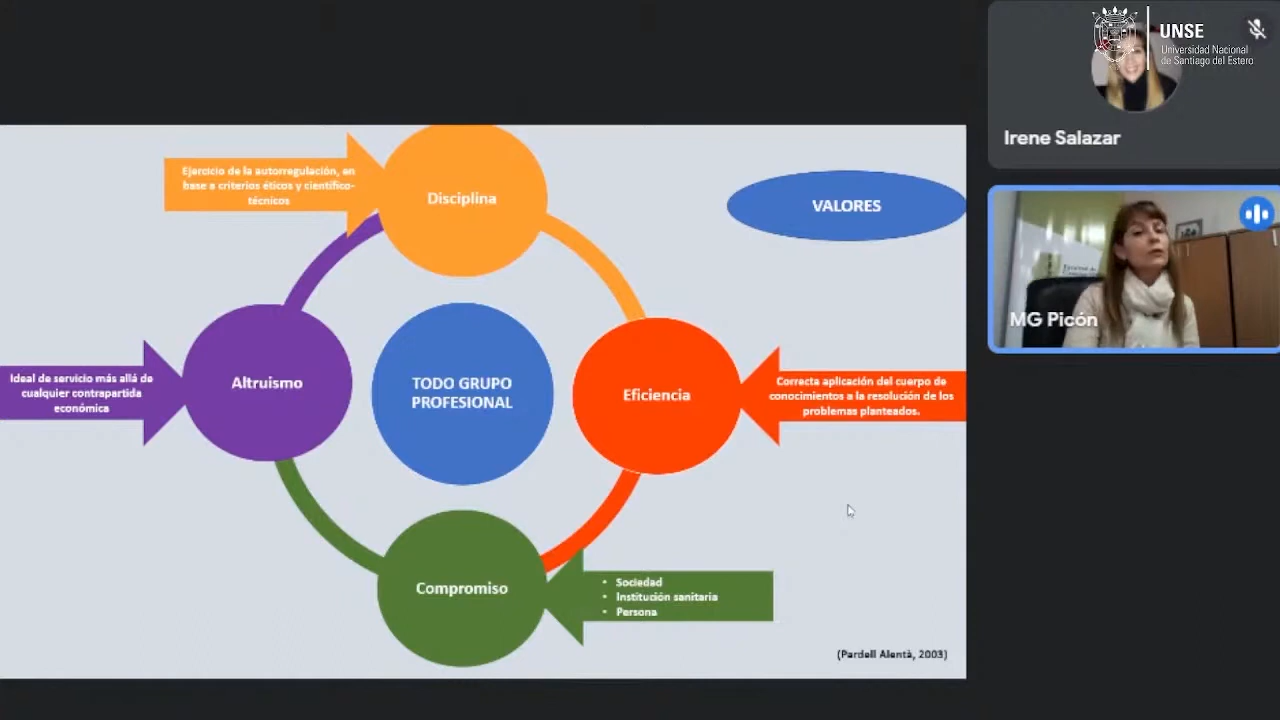 Ejercicio de la autorregulación, en
base a criterios éticos y científico-
técnicos
Disciplina
VALORES
Ideal de servicio más allá de
cualquier contrapartida
económica
Altruismo
TODO GRUPO
PROFESIONAL
Eficiencia
Correcta aplicación del cuerpo de
conocimientos a la resolución de los
problemas planteados.
Compromiso
• Sociedad
• Institución sanitaria
• Persona
(Pardell Alentà, 2003)
UNSE
Universidad Nacional
de Santiago del Estero
Irene Salazar
MG Picón